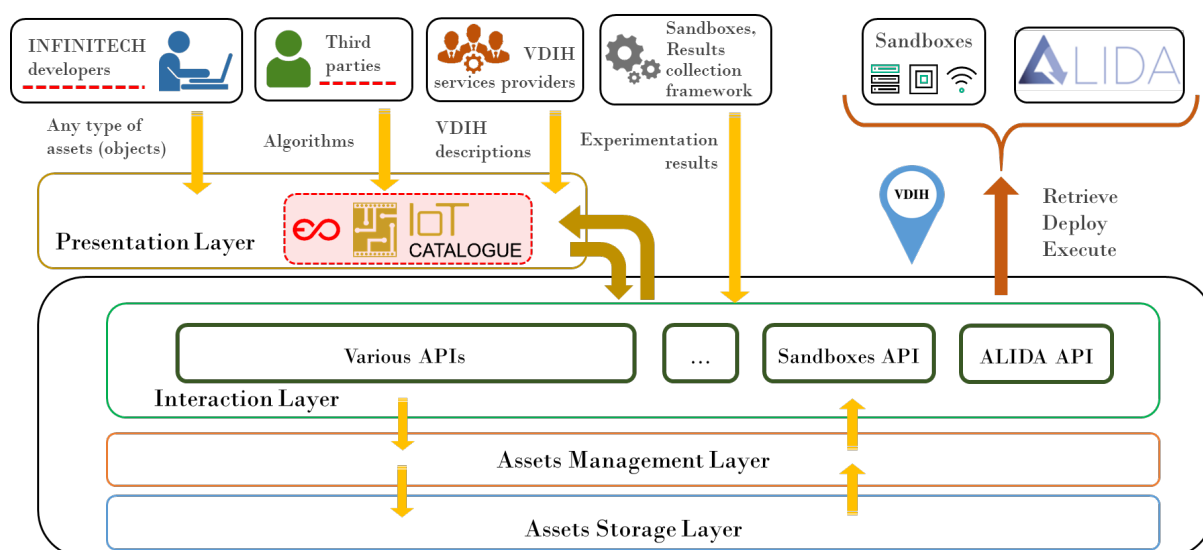 INFINITECH
developers
Third
parties
VDIH
services providers
Sandboxes,
Results
collection
framework
Sandboxes
ALIDA
Any type of
assets (objects)
Algorithms
VDIH
descriptions
Experimentation
results
Presentation Layer
IoT
CATALOGUE
VDIH
Retrieve
Deploy
Execute
Various APIs
...
Sandboxes API
ALIDA API
Interaction Layer
Assets Management Layer
Assets Storage Layer